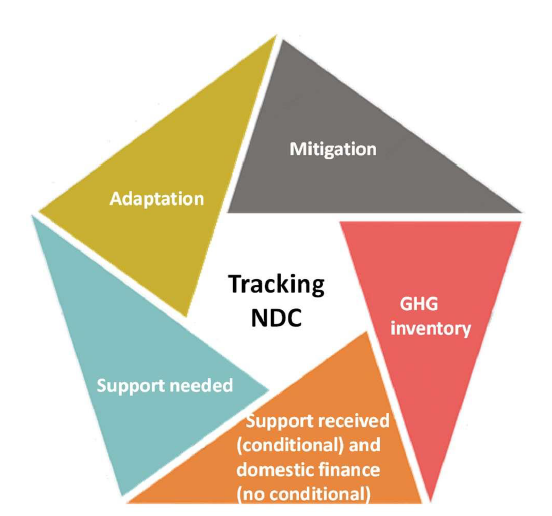 Mitigation
Adaptation
Tracking
NDC
GHG
inventory
Support needed
Support received
(conditional) and
domestic finance
(no conditional)